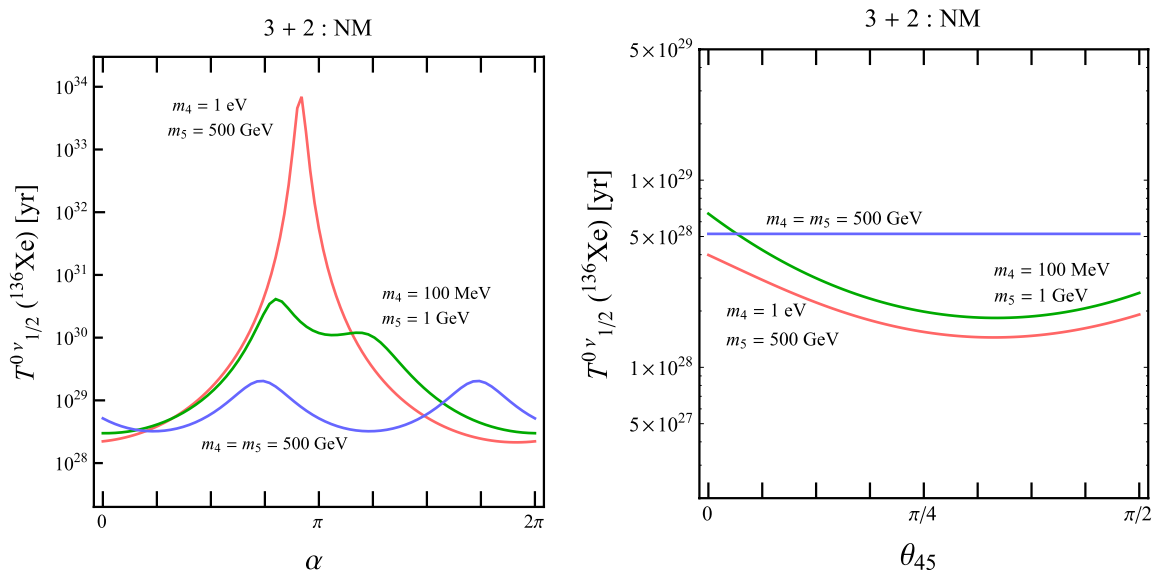 3 + 2 : NM
10^34
10^33
10^32
10^31
10^30
10^29
10^28
T^{0ν}_{1/2} (^{136}Xe) [yr]
m_4 = 1 eV
m_5 = 500 GeV
m_4 = 100 MeV
m_5 = 1 GeV
m_4 = m_5 = 500 GeV
0
π
2π
α
3 + 2 : NM
5×10^29
1×10^29
5×10^28
1×10^28
5×10^27
T^{0ν}_{1/2} (^{136}Xe) [yr]
m_4 = m_5 = 500 GeV
m_4 = 100 MeV
m_5 = 1 GeV
m_4 = 1 eV
m_5 = 500 GeV
0
π/4
π/2
θ_45